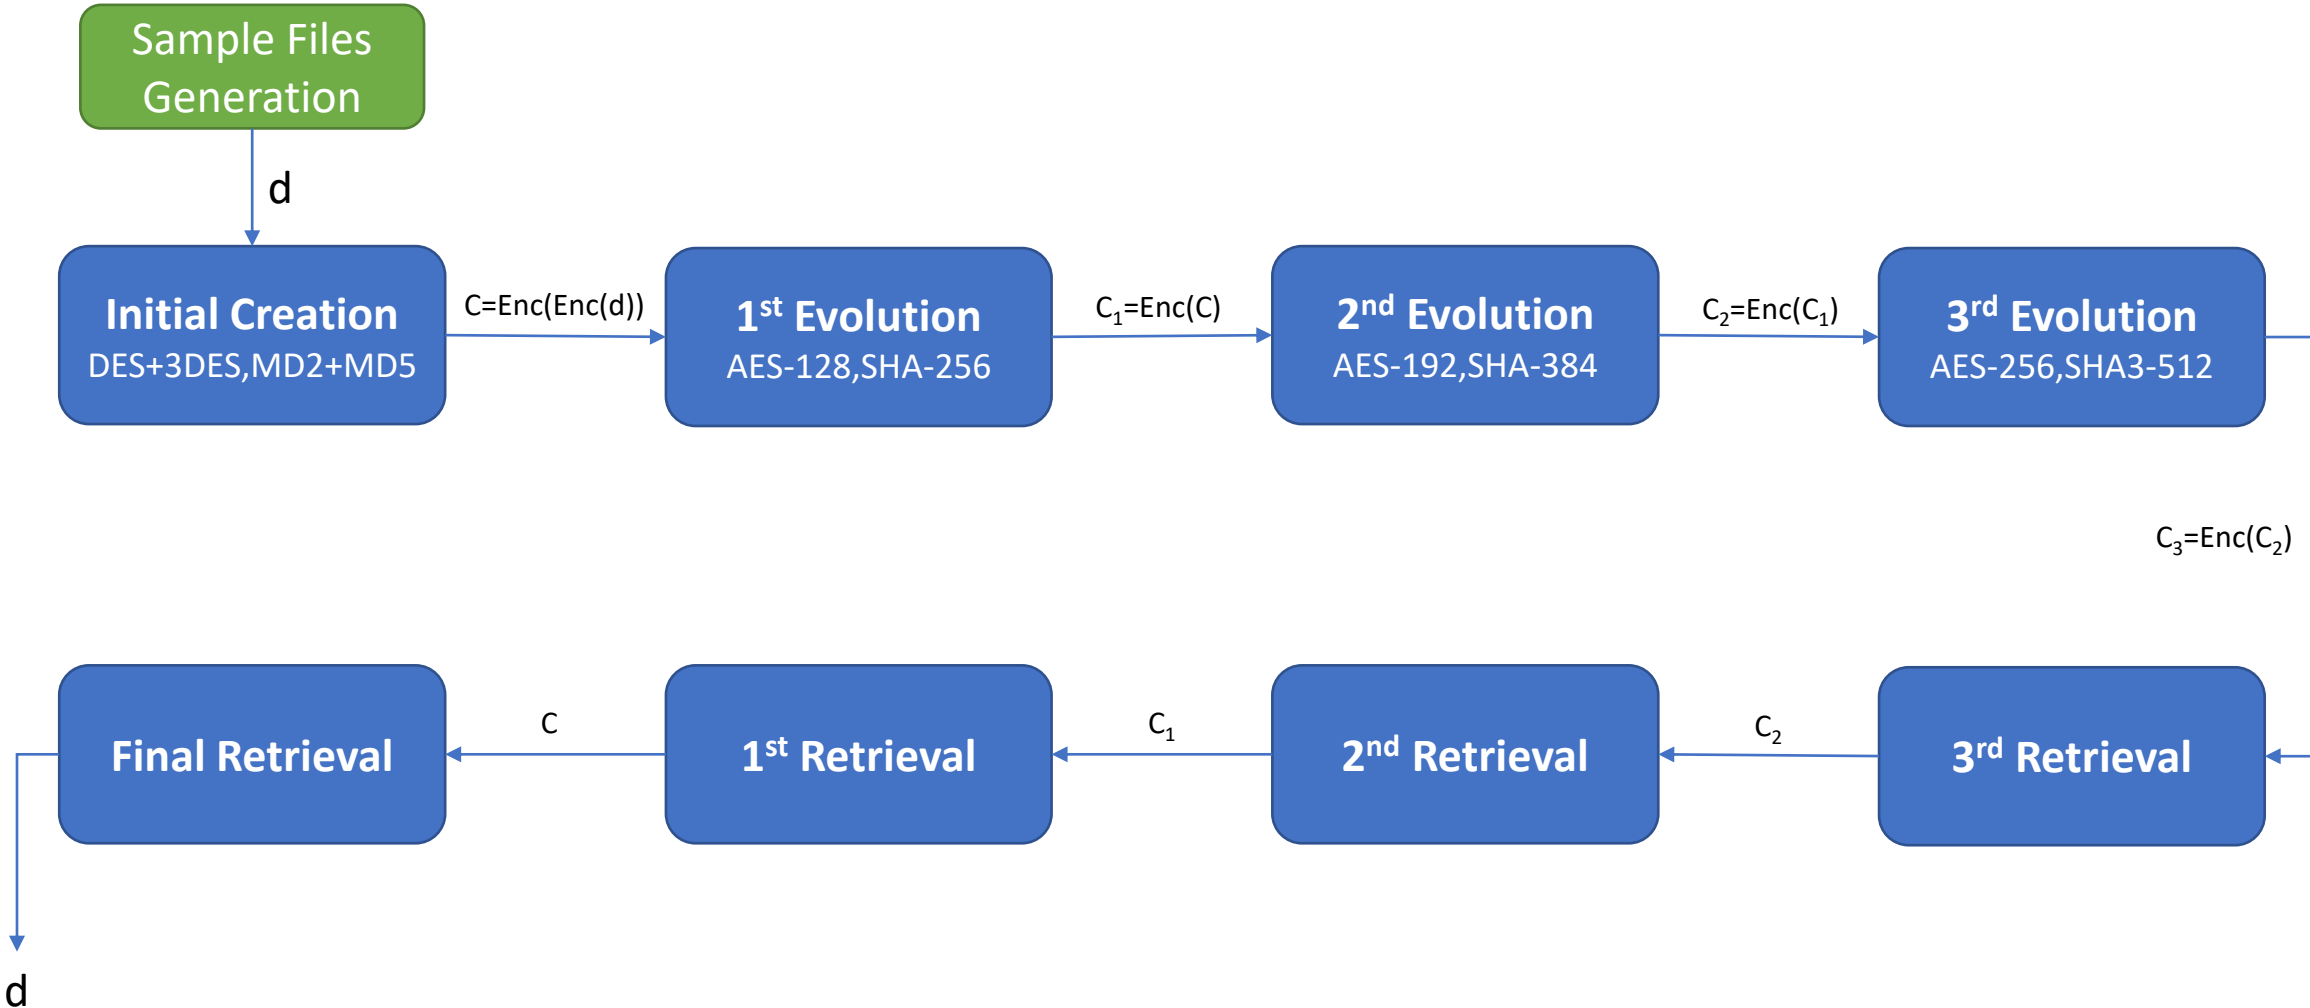 Sample Files
Generation
d
Initial Creation
DES+3DES,MD2+MD5
C=Enc(Enc(d))
1st Evolution
AES-128,SHA-256
C1=Enc(C)
2nd Evolution
AES-192,SHA-384
C2=Enc(C1)
3rd Evolution
AES-256,SHA3-512
C3=Enc(C2)
Final Retrieval
C
1st Retrieval
C1
2nd Retrieval
C2
3rd Retrieval
d